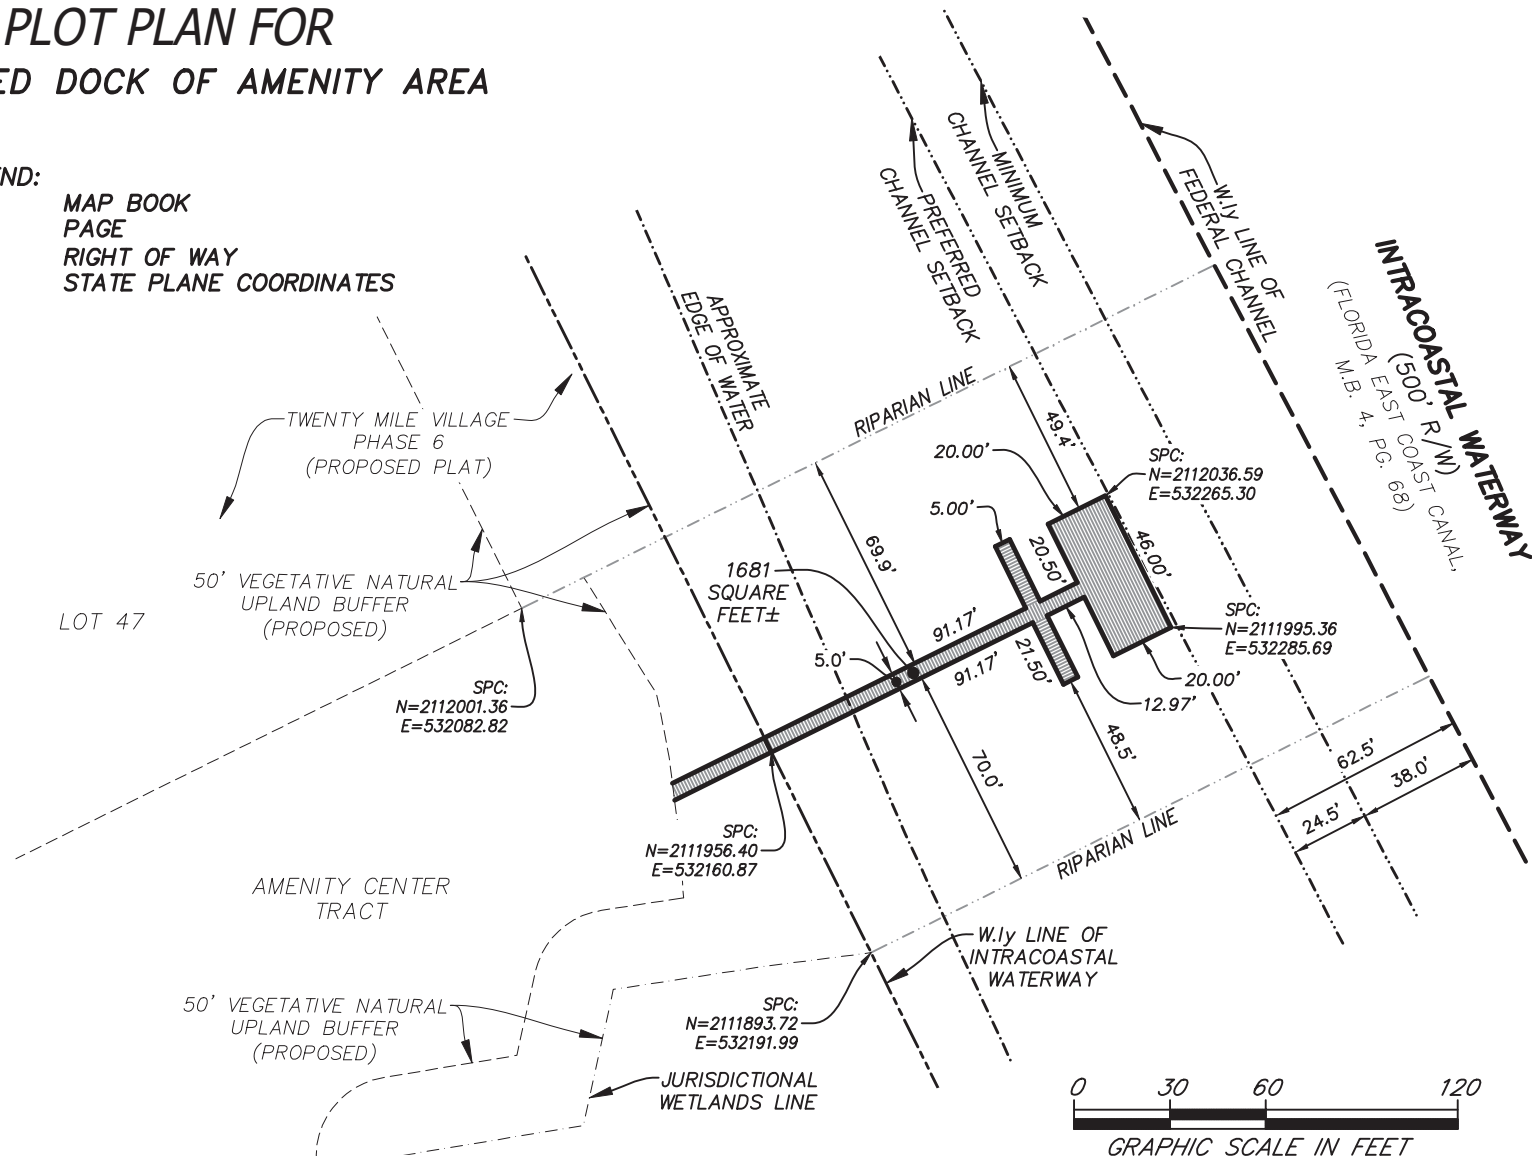 PLOT PLAN FOR
ED DOCK OF AMENITY AREA
END:
MAP BOOK
PAGE
RIGHT OF WAY
STATE PLANE COORDINATES
PREFERRED
CHANNEL SETBACK
MINIMUM
CHANNEL SETBACK
W.ly LINE OF
FEDERAL CHANNEL
INTRACOASTAL WATERWAY
(500' R/W)
(FLORIDA EAST COAST CANAL,
M.B. 4, PG. 68)
APPROXIMATE
EDGE OF WATER
RIPARIAN LINE
TWENTY MILE VILLAGE
PHASE 6
(PROPOSED PLAT)
49.4'
20.00'
SPC:
N=2112036.59
E=532265.30
5.00'
69.9'
20.50'
46.00'
50' VEGETATIVE NATURAL
UPLAND BUFFER
(PROPOSED)
LOT 47
1681
SQUARE
FEET±
91.17'
91.17'
5.0'
21.50'
SPC:
N=2111995.36
E=532285.69
20.00'
12.97'
SPC:
N=2112001.36
E=532082.82
70.0'
48.5'
62.5'
38.0'
24.5'
RIPARIAN LINE
SPC:
N=2111956.40
E=532160.87
AMENITY CENTER
TRACT
W.ly LINE OF
INTRACOASTAL
WATERWAY
50' VEGETATIVE NATURAL
UPLAND BUFFER
(PROPOSED)
SPC:
N=2111893.72
E=532191.99
JURISDICTIONAL
WETLANDS LINE
0 30 60 120
GRAPHIC SCALE IN FEET